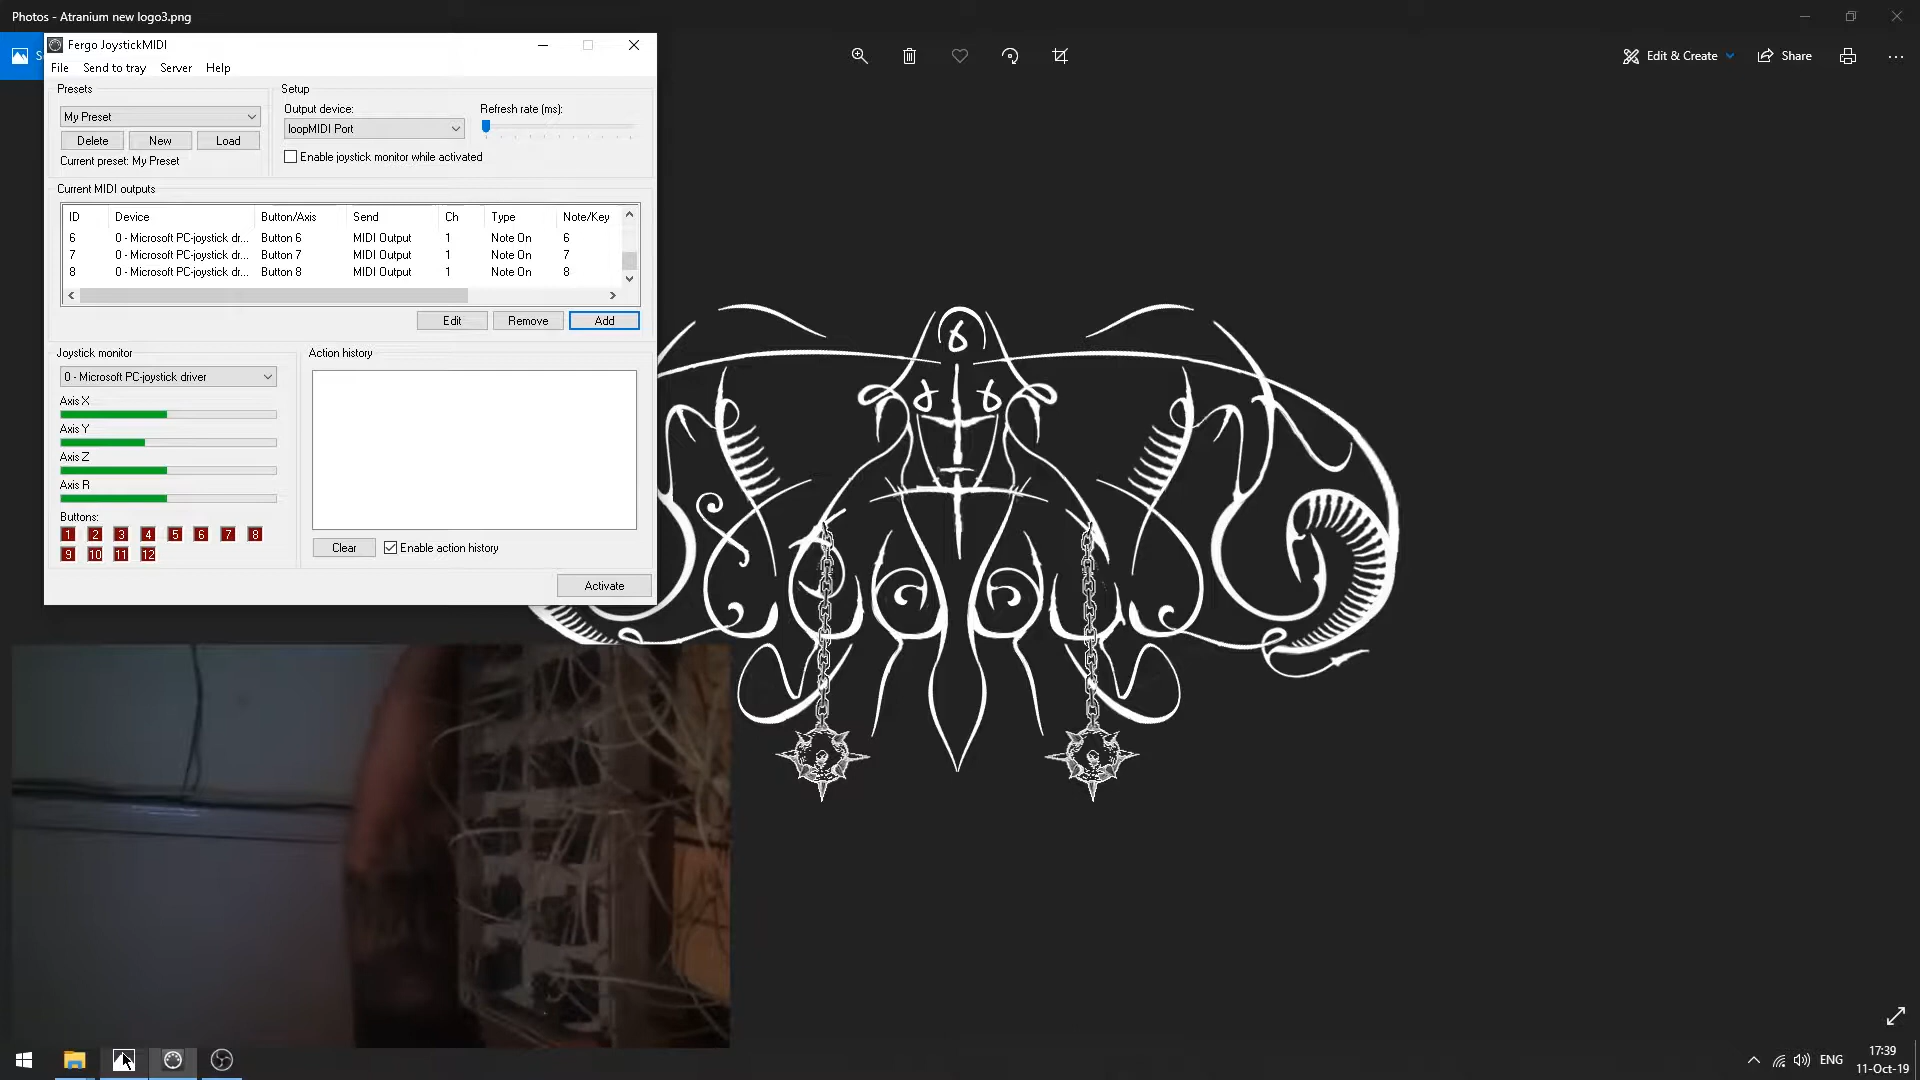 Photos - Atranium new logo3.png
Fergo JoystickMIDI
File Send to tray Server Help
Edit & Create
Share
Presets
My Preset
Delete New Load
Current preset: My Preset
Setup
Output device:
loopMIDI Port
Refresh rate (ms):
Enable joystick monitor while activated
Current MIDI outputs
ID Device Button/Axis Send Ch Type Note/Key
6 0 - Microsoft PC-joystick dr... Button 6 MIDI Output 1 Note On 6
7 0 - Microsoft PC-joystick dr... Button 7 MIDI Output 1 Note On 7
8 0 - Microsoft PC-joystick dr... Button 8 MIDI Output 1 Note On 8
Edit Remove Add
Joystick monitor
0 - Microsoft PC-joystick driver
Axis X
Axis Y
Axis Z
Axis R
Buttons:
1 2 3 4 5 6 7 8
9 10 11 12
Action history
Clear
Enable action history
Activate
ENG
17:39
11-Oct-19